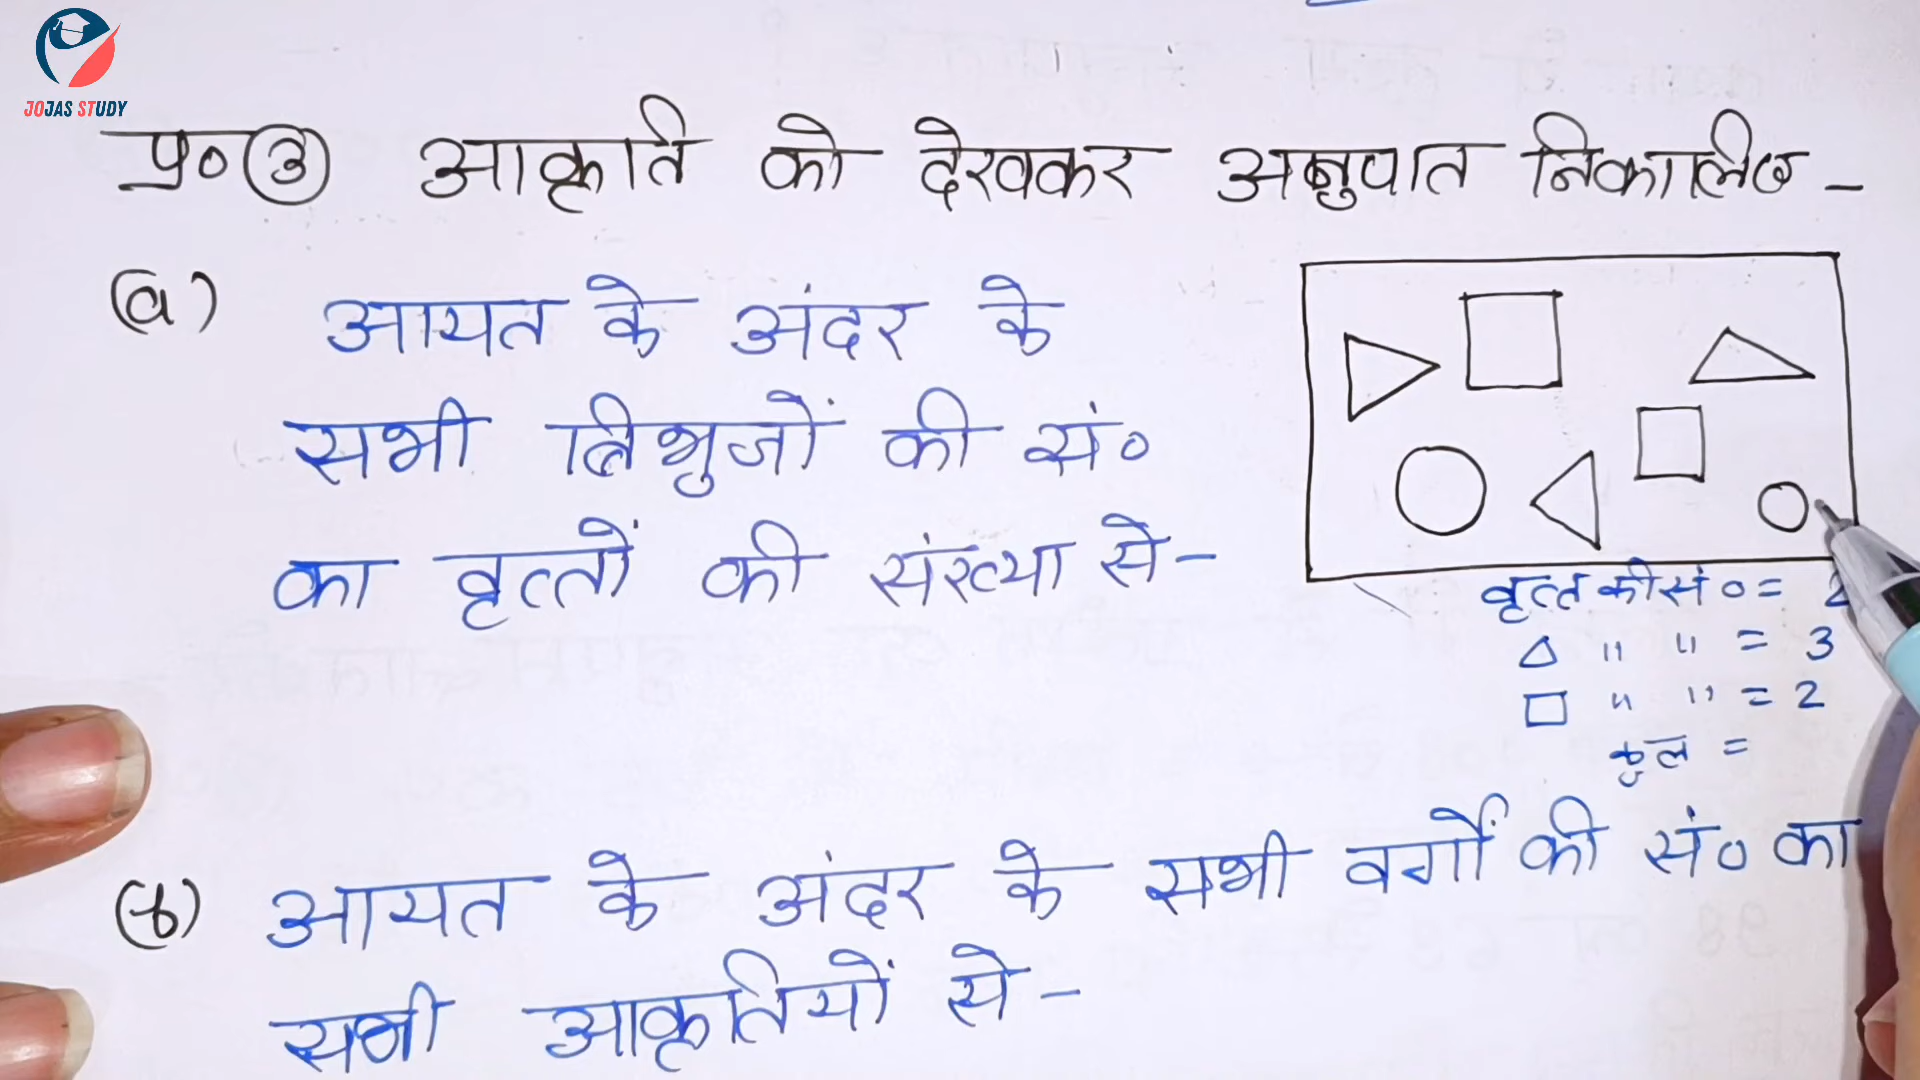 JOJAS STUDY
प्र० ③ आकृति को देखकर अनुपात निकालिए -
(a) आयत के अंदर के
सभी त्रिभुजों की सं०
का वृत्तों की संख्या से -
वृत्त की सं० = 2
△ " " = 3
□ " " = 2
कुल =
(b) आयत के अंदर के सभी वर्गों की सं० का
सभी आकृतियों से -